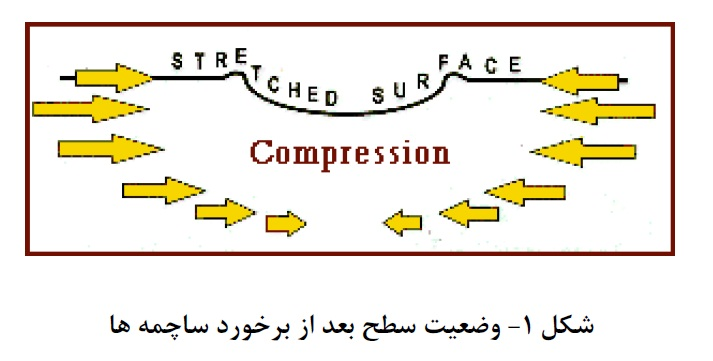 STRETCHED SURFACE
Compression
شکل ۱- وضعیت سطح بعد از برخورد ساچمه ها